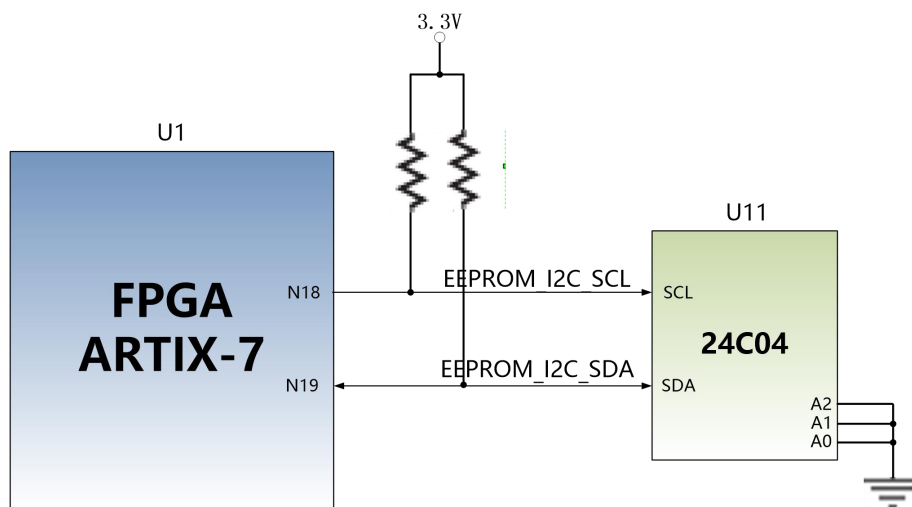 3.3V
U1
U11
FPGA
ARTIX-7
N18
EEPROM_I2C_SCL
SCL
24C04
N19
EEPROM_I2C_SDA
SDA
A2
A1
A0